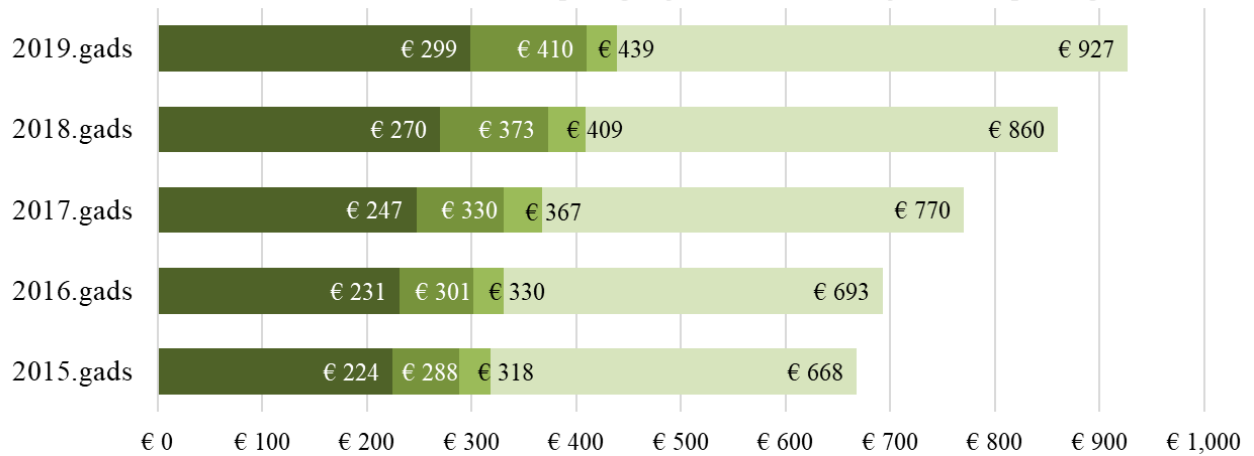 2019.gads € 299 € 410 € 439 € 927
2018.gads € 270 € 373 € 409 € 860
2017.gads € 247 € 330 € 367 € 770
2016.gads € 231 € 301 € 330 € 693
2015.gads € 224 € 288 € 318 € 668
€ 0 € 100 € 200 € 300 € 400 € 500 € 600 € 700 € 800 € 900 € 1,000